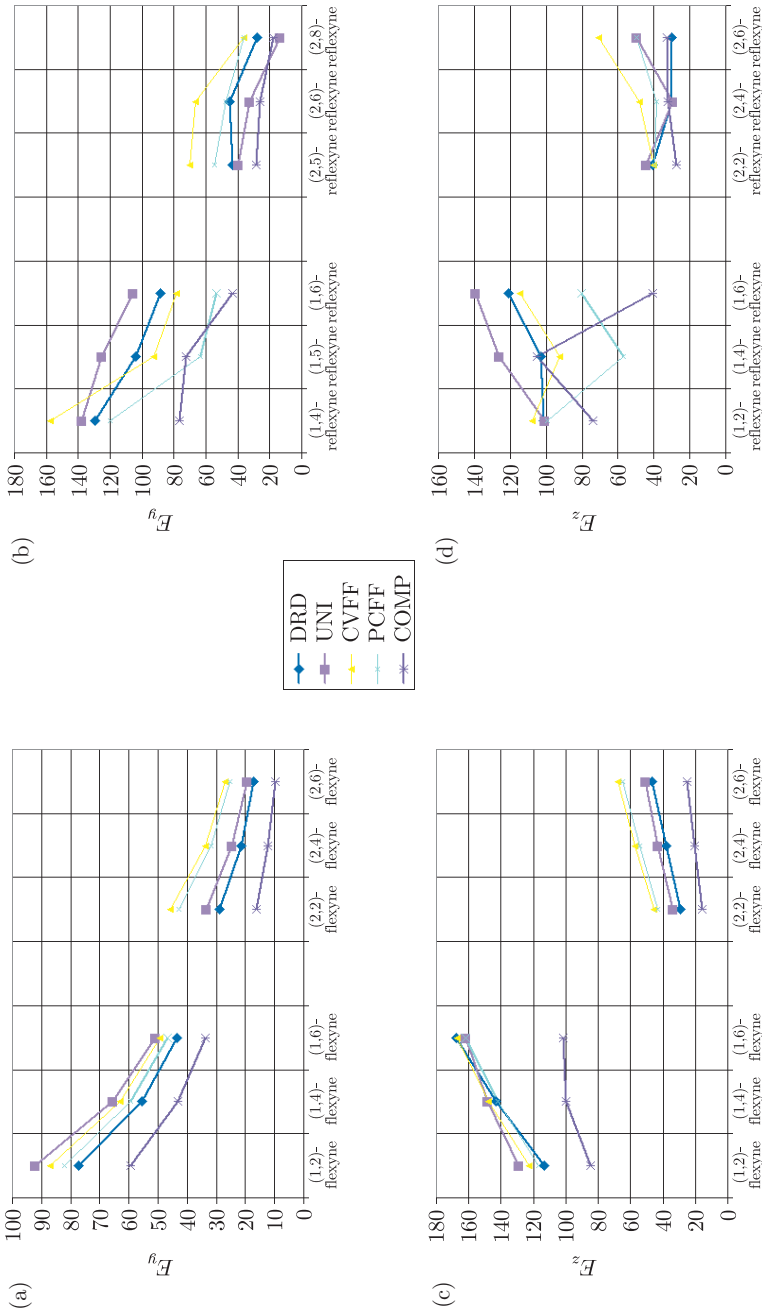 (a)
100
90
80
70
60
50
40
30
20
10
0
E_y
(1,2)-
flexyne
(1,4)-
flexyne
(1,6)-
flexyne
(2,2)-
flexyne
(2,4)-
flexyne
(2,6)-
flexyne
(b)
180
160
140
120
100
80
60
40
20
0
E_y
(1,4)-
reflexyne
(1,5)-
reflexyne
(1,6)-
reflexyne
(2,5)-
reflexyne
(2,6)-
reflexyne
(2,8)-
reflexyne
DRD
UNI
CVFF
PCFF
COMP
(c)
180
160
140
120
100
80
60
40
20
0
E_z
(1,2)-
flexyne
(1,4)-
flexyne
(1,6)-
flexyne
(2,2)-
flexyne
(2,4)-
flexyne
(2,6)-
flexyne
(d)
160
140
120
100
80
60
40
20
0
E_z
(1,2)-
reflexyne
(1,4)-
reflexyne
(1,6)-
reflexyne
(2,2)-
reflexyne
(2,4)-
reflexyne
(2,6)-
reflexyne